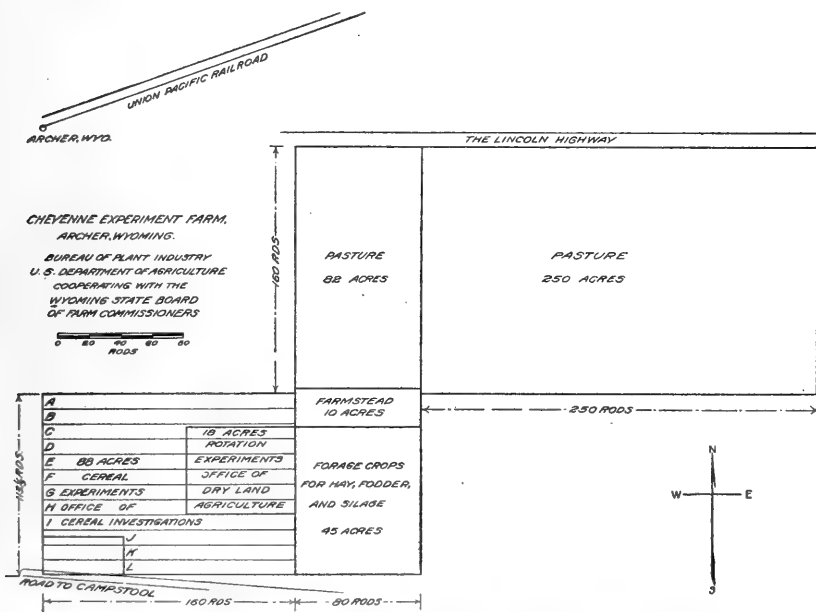 UNION PACIFIC RAILROAD
ARCHER, WYO.
THE LINCOLN HIGHWAY
CHEYENNE EXPERIMENT FARM,
ARCHER, WYOMING.
BUREAU OF PLANT INDUSTRY
U.S. DEPARTMENT OF AGRICULTURE
COOPERATING WITH THE
WYOMING STATE BOARD
OF FARM COMMISSIONERS
0 20 40 60 80
RODS
160 RDS
PASTURE
82 ACRES
PASTURE
250 ACRES
FARMSTEAD
10 ACRES
250 RODS
A
B
C
D
E 88 ACRES
F CEREAL
G EXPERIMENTS
H OFFICE OF
I CEREAL INVESTIGATIONS
J
K
L
18 ACRES
ROTATION
EXPERIMENTS
OFFICE OF
DRY LAND
AGRICULTURE
FORAGE CROPS
FOR HAY, FODDER,
AND SILAGE
45 ACRES
N
W E
S
ROAD TO CAMPSTOOL
160 RDS
80 RODS